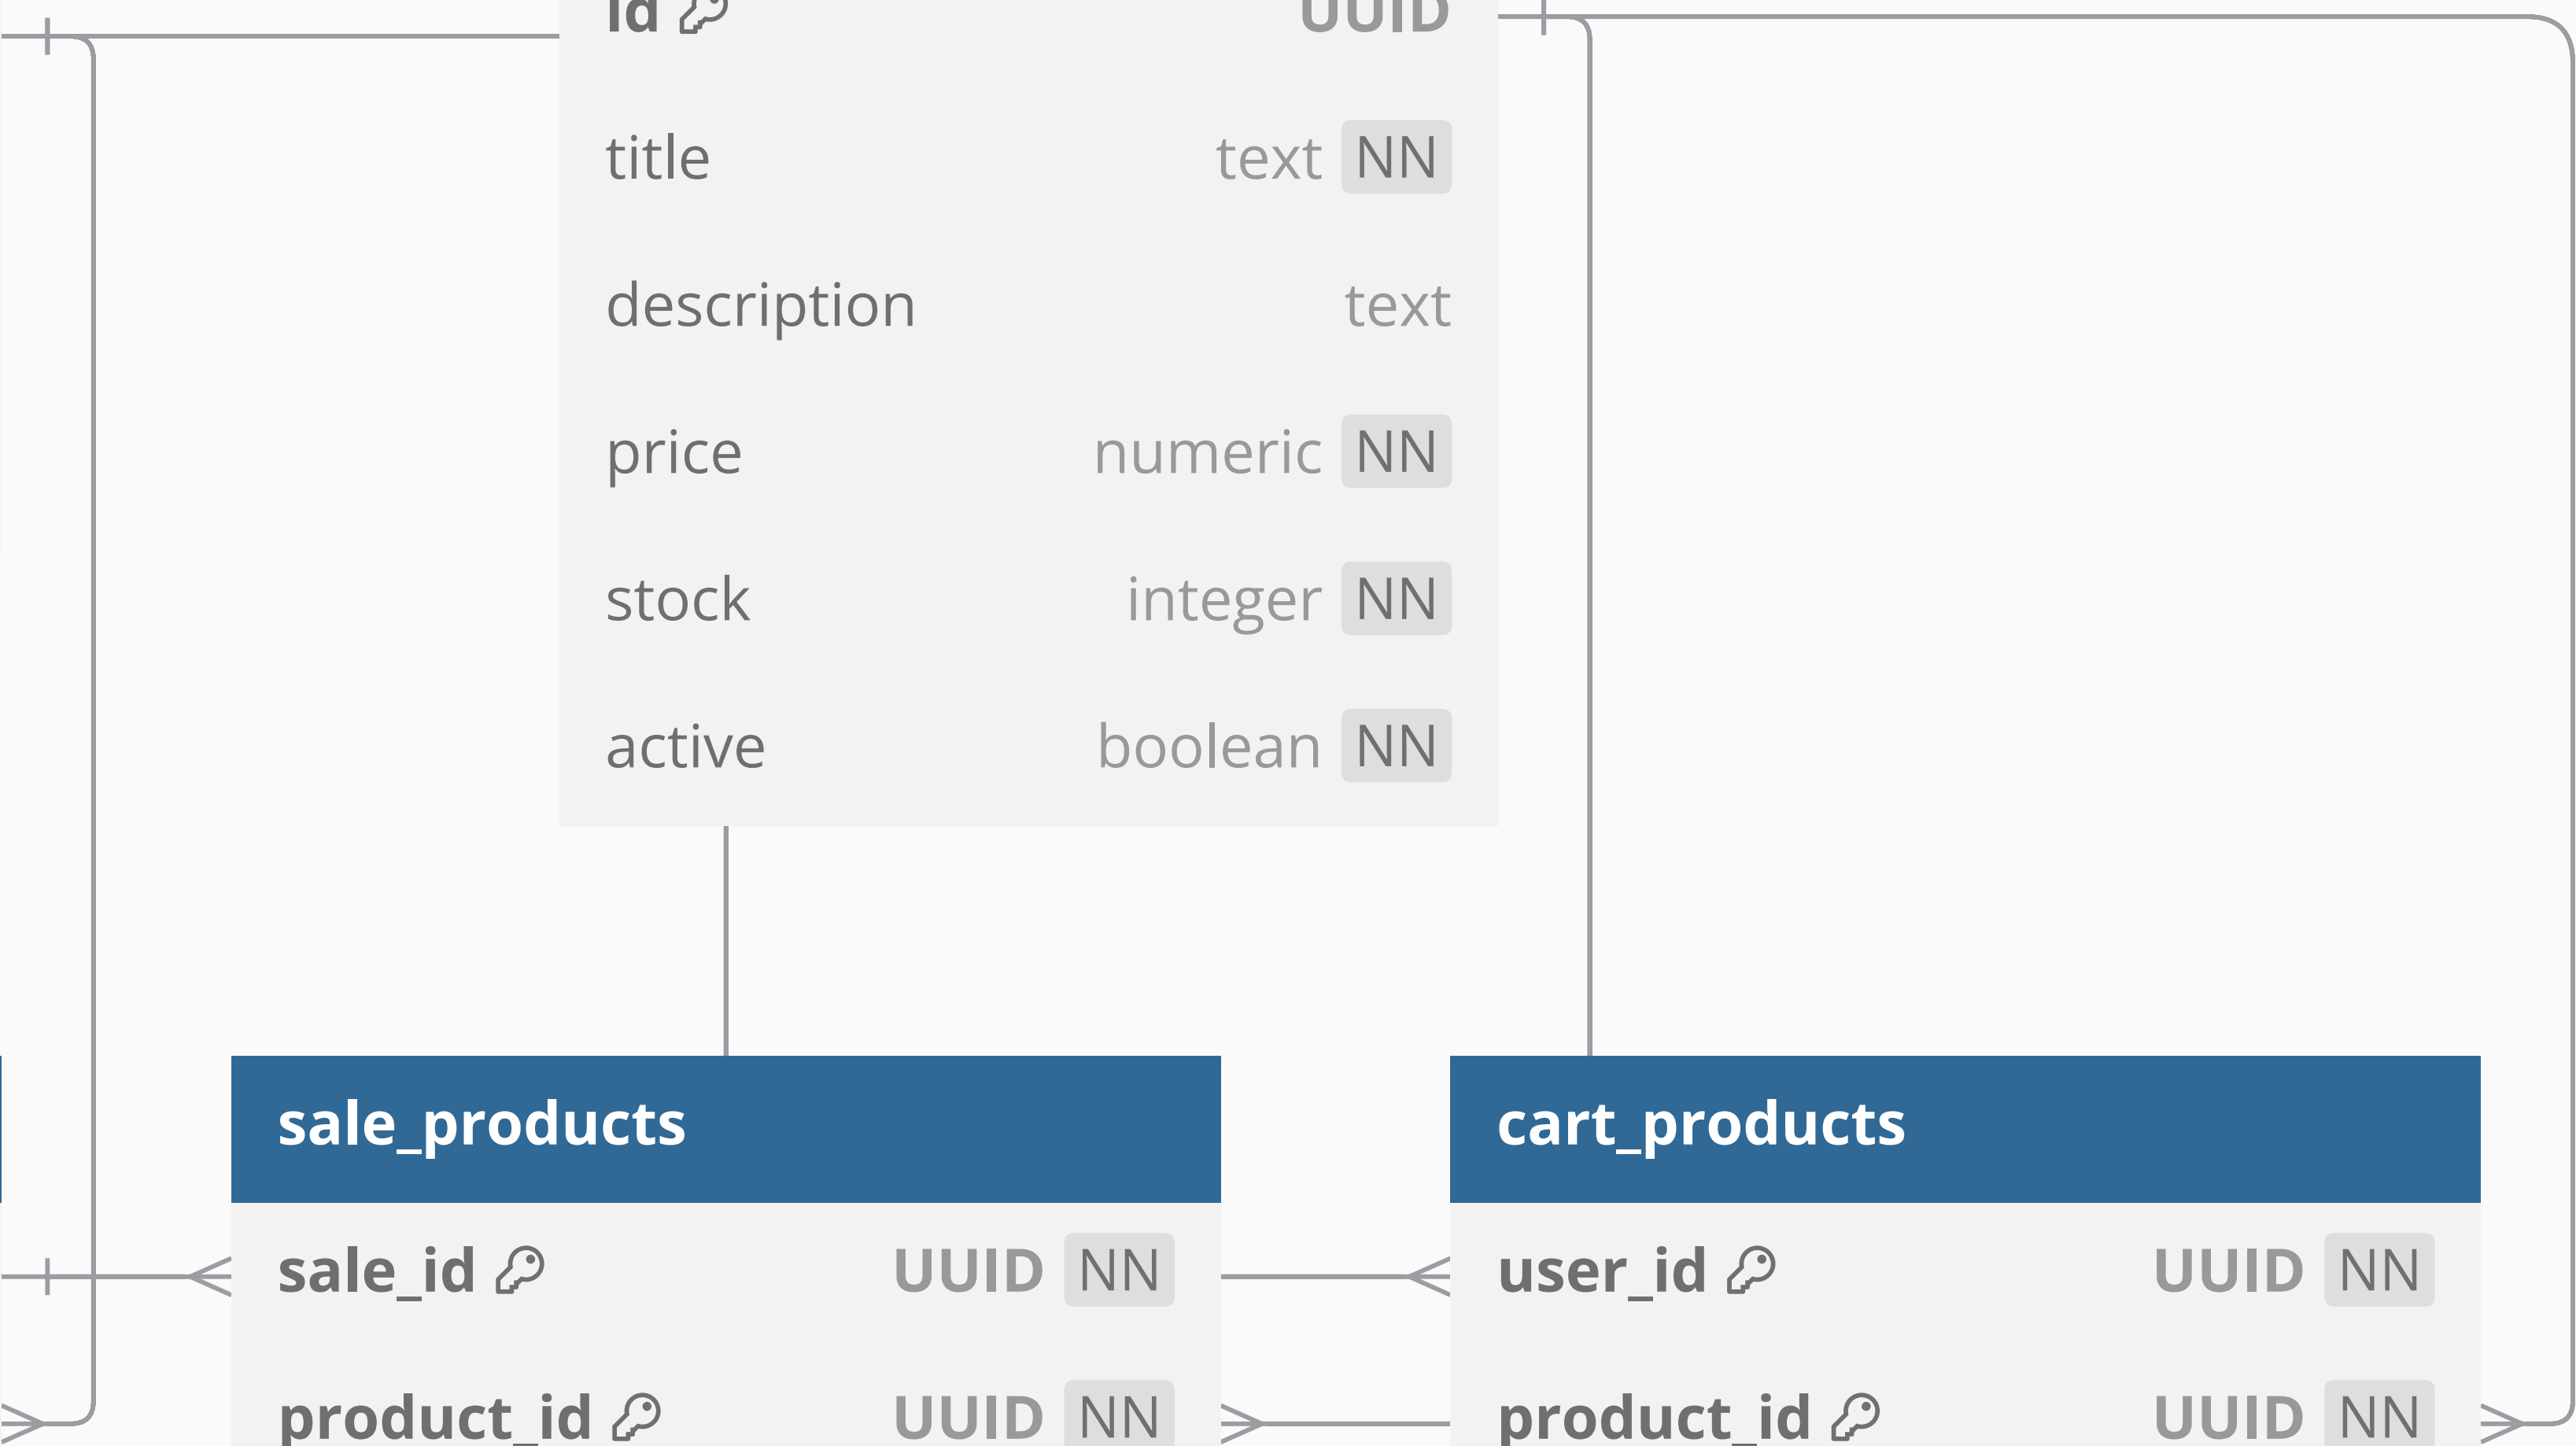 id UUID
title text NN
description text
price numeric NN
stock integer NN
active boolean NN
sale_products
cart_products
sale_id UUID NN
user_id UUID NN
product_id UUID NN
product_id UUID NN